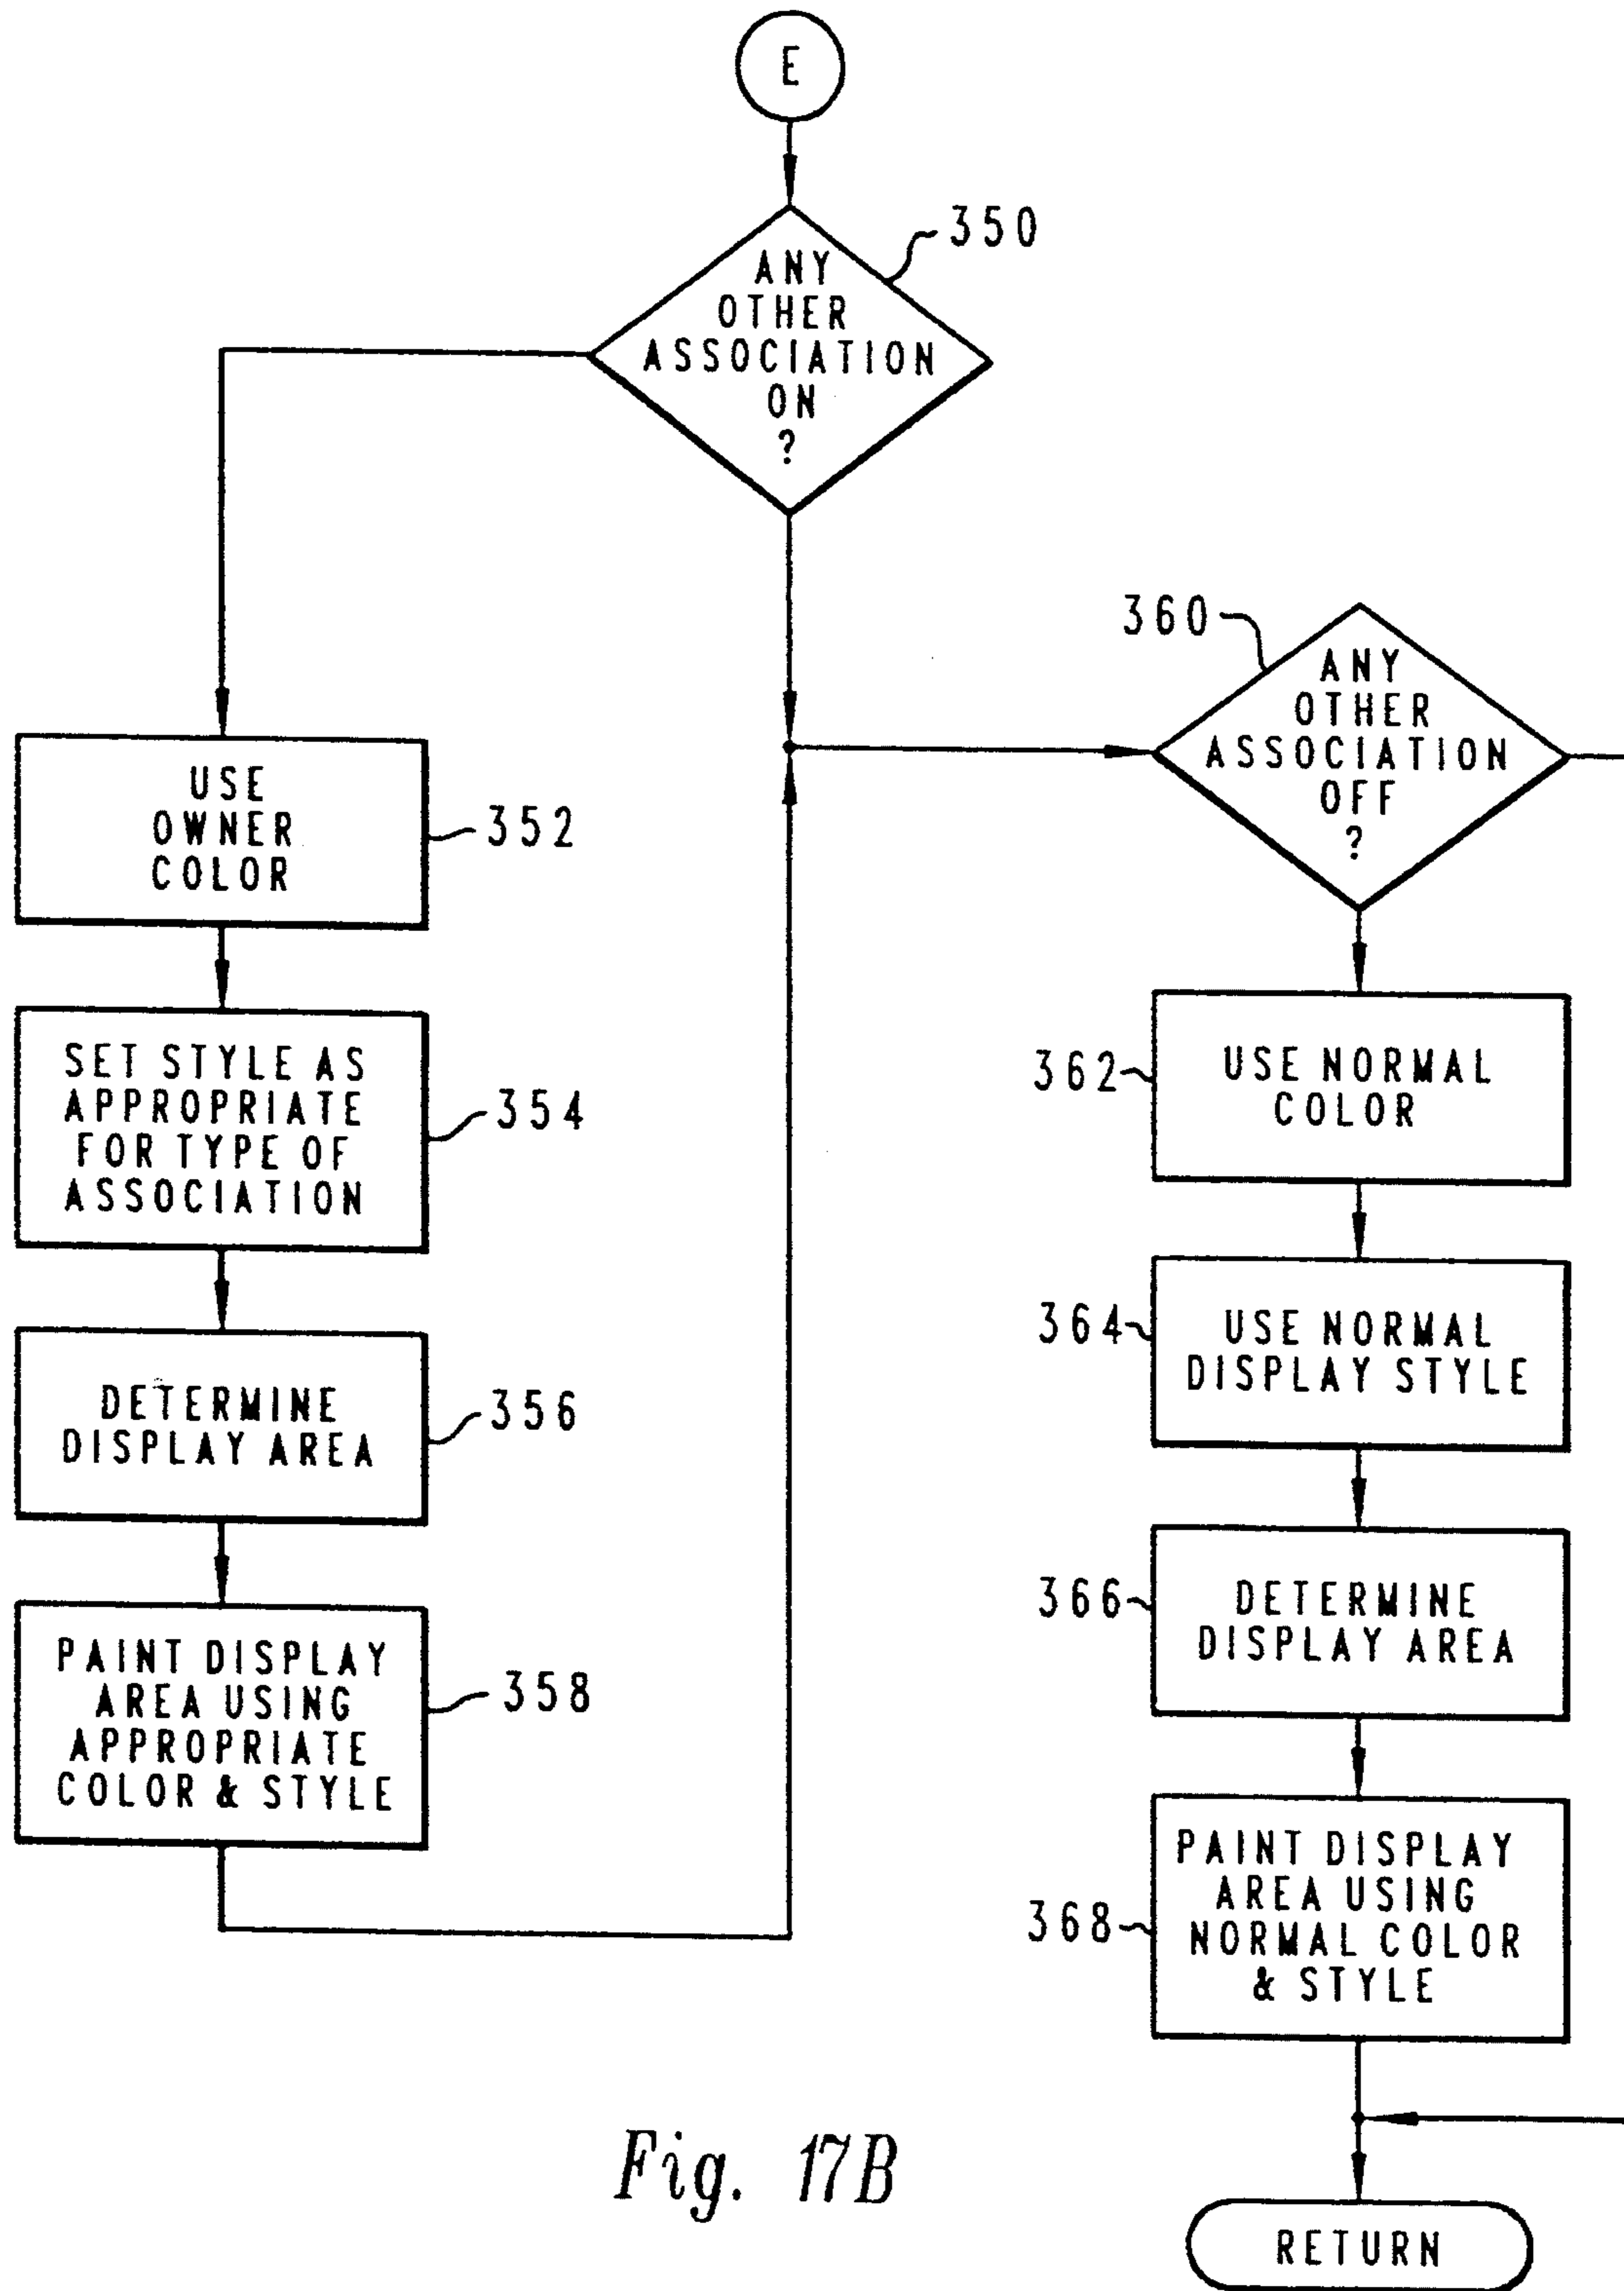 E
350
ANY
OTHER
ASSOCIATION
ON
?
360
ANY
OTHER
ASSOCIATION
OFF
?
USE
OWNER
COLOR
352
SET STYLE AS
APPROPRIATE
FOR TYPE OF
ASSOCIATION
354
DETERMINE
DISPLAY AREA
356
PAINT DISPLAY
AREA USING
APPROPRIATE
COLOR & STYLE
358
362
USE NORMAL
COLOR
364
USE NORMAL
DISPLAY STYLE
366
DETERMINE
DISPLAY AREA
368
PAINT DISPLAY
AREA USING
NORMAL COLOR
& STYLE
RETURN
Fig. 17B